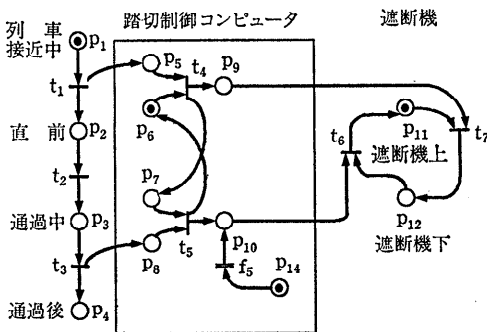 踏切制御コンピュータ
遮断機
列車
接近中
p₁
t₁
直前
p₂
t₂
通過中
p₃
t₃
通過後
p₄
p₅
t₄
p₉
p₆
p₇
t₅
p₈
p₁₀
f₅
p₁₄
t₆
p₁₁
t₇
遮断機上
p₁₂
遮断機下